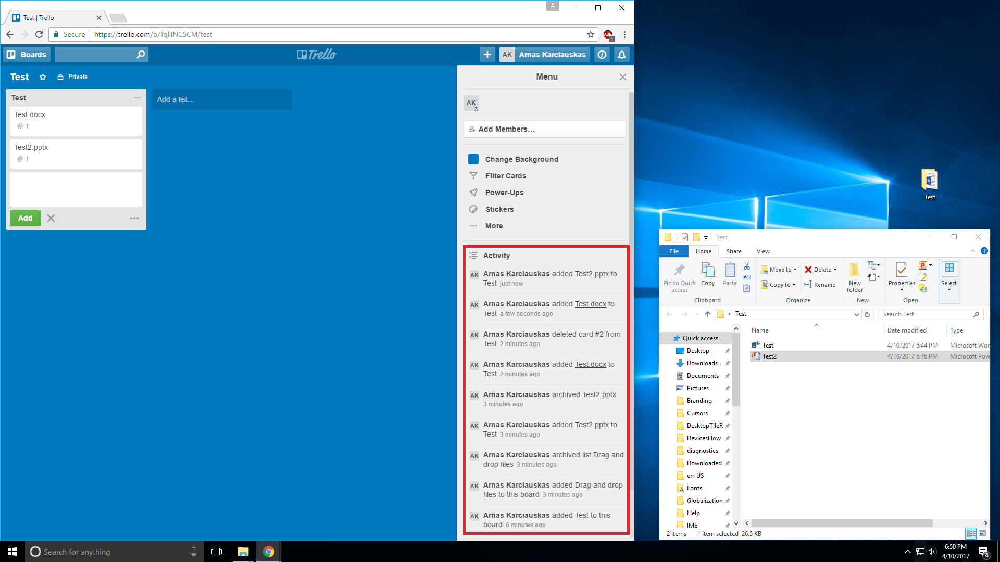 Test | Trello
Secure
https://trello.com/b/TqHNCSCM/test
ABP
1
Boards
Trello
AK
Arnas Karciauskas
Test
Private
Test
Add a list...
Test.docx
1
Test2.pptx
1
Add
Menu
AK
Add Members...
Change Background
Filter Cards
Power-Ups
Stickers
More
Activity
AK
Arnas Karciauskas added Test2.pptx to
Test just now
AK
Arnas Karciauskas added Test.docx to
Test a few seconds ago
AK
Arnas Karciauskas deleted card #2 from
Test 2 minutes ago
AK
Arnas Karciauskas added Test.docx to
Test 2 minutes ago
AK
Arnas Karciauskas archived Test2.pptx
3 minutes ago
AK
Arnas Karciauskas added Test2.pptx to
Test 3 minutes ago
AK
Arnas Karciauskas archived list Drag and
drop files 3 minutes ago
AK
Arnas Karciauskas added Drag and drop
files to this board 3 minutes ago
AK
Arnas Karciauskas added Test to this
board 6 minutes ago
Test
Test
File Home Share View
Pin to Quick
access
Copy
Paste
Clipboard
Move to
Copy to
Delete
Rename
Organize
New
folder
New
Properties
Open
Select
Test
Search Test
Name Date modified Type
Test 4/10/2017 6:44 PM Microsoft Wor
Test2 4/10/2017 6:46 PM Microsoft Pow
Quick access
Desktop
Downloads
Documents
Pictures
Branding
Cursors
DesktopTileR
DevicesFlow
diagnostics
Downloaded
en-US
Fonts
Globalization
Help
IME
2 items 1 item selected 26.5 KB
Search for anything
6:50 PM
4/10/2017
4